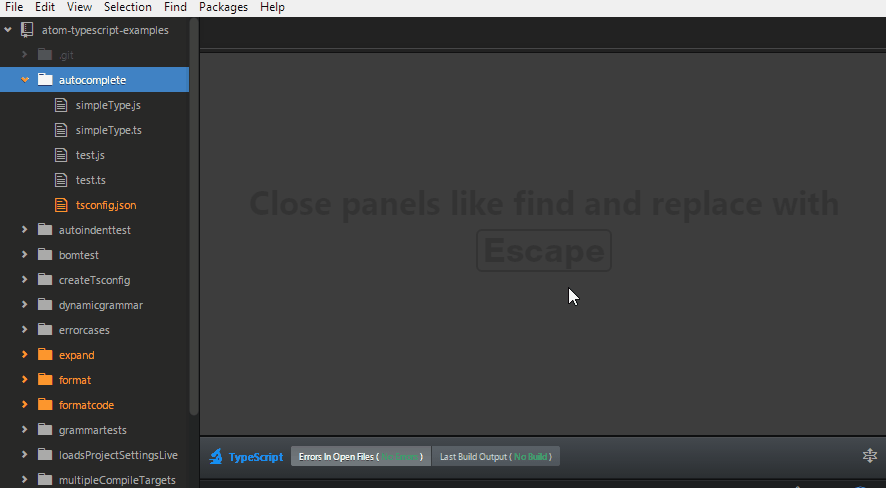 File Edit View Selection Find Packages Help
atom-typescript-examples
.git
autocomplete
simpleType.js
simpleType.ts
test.js
test.ts
tsconfig.json
autoindenttest
bomtest
createTsconfig
dynamicgrammar
errorcases
expand
format
formatcode
grammartests
loadsProjectSettingsLive
multipleCompileTargets
Close panels like find and replace with
Escape
TypeScript Errors In Open Files ( No Errors ) Last Build Output ( No Build )